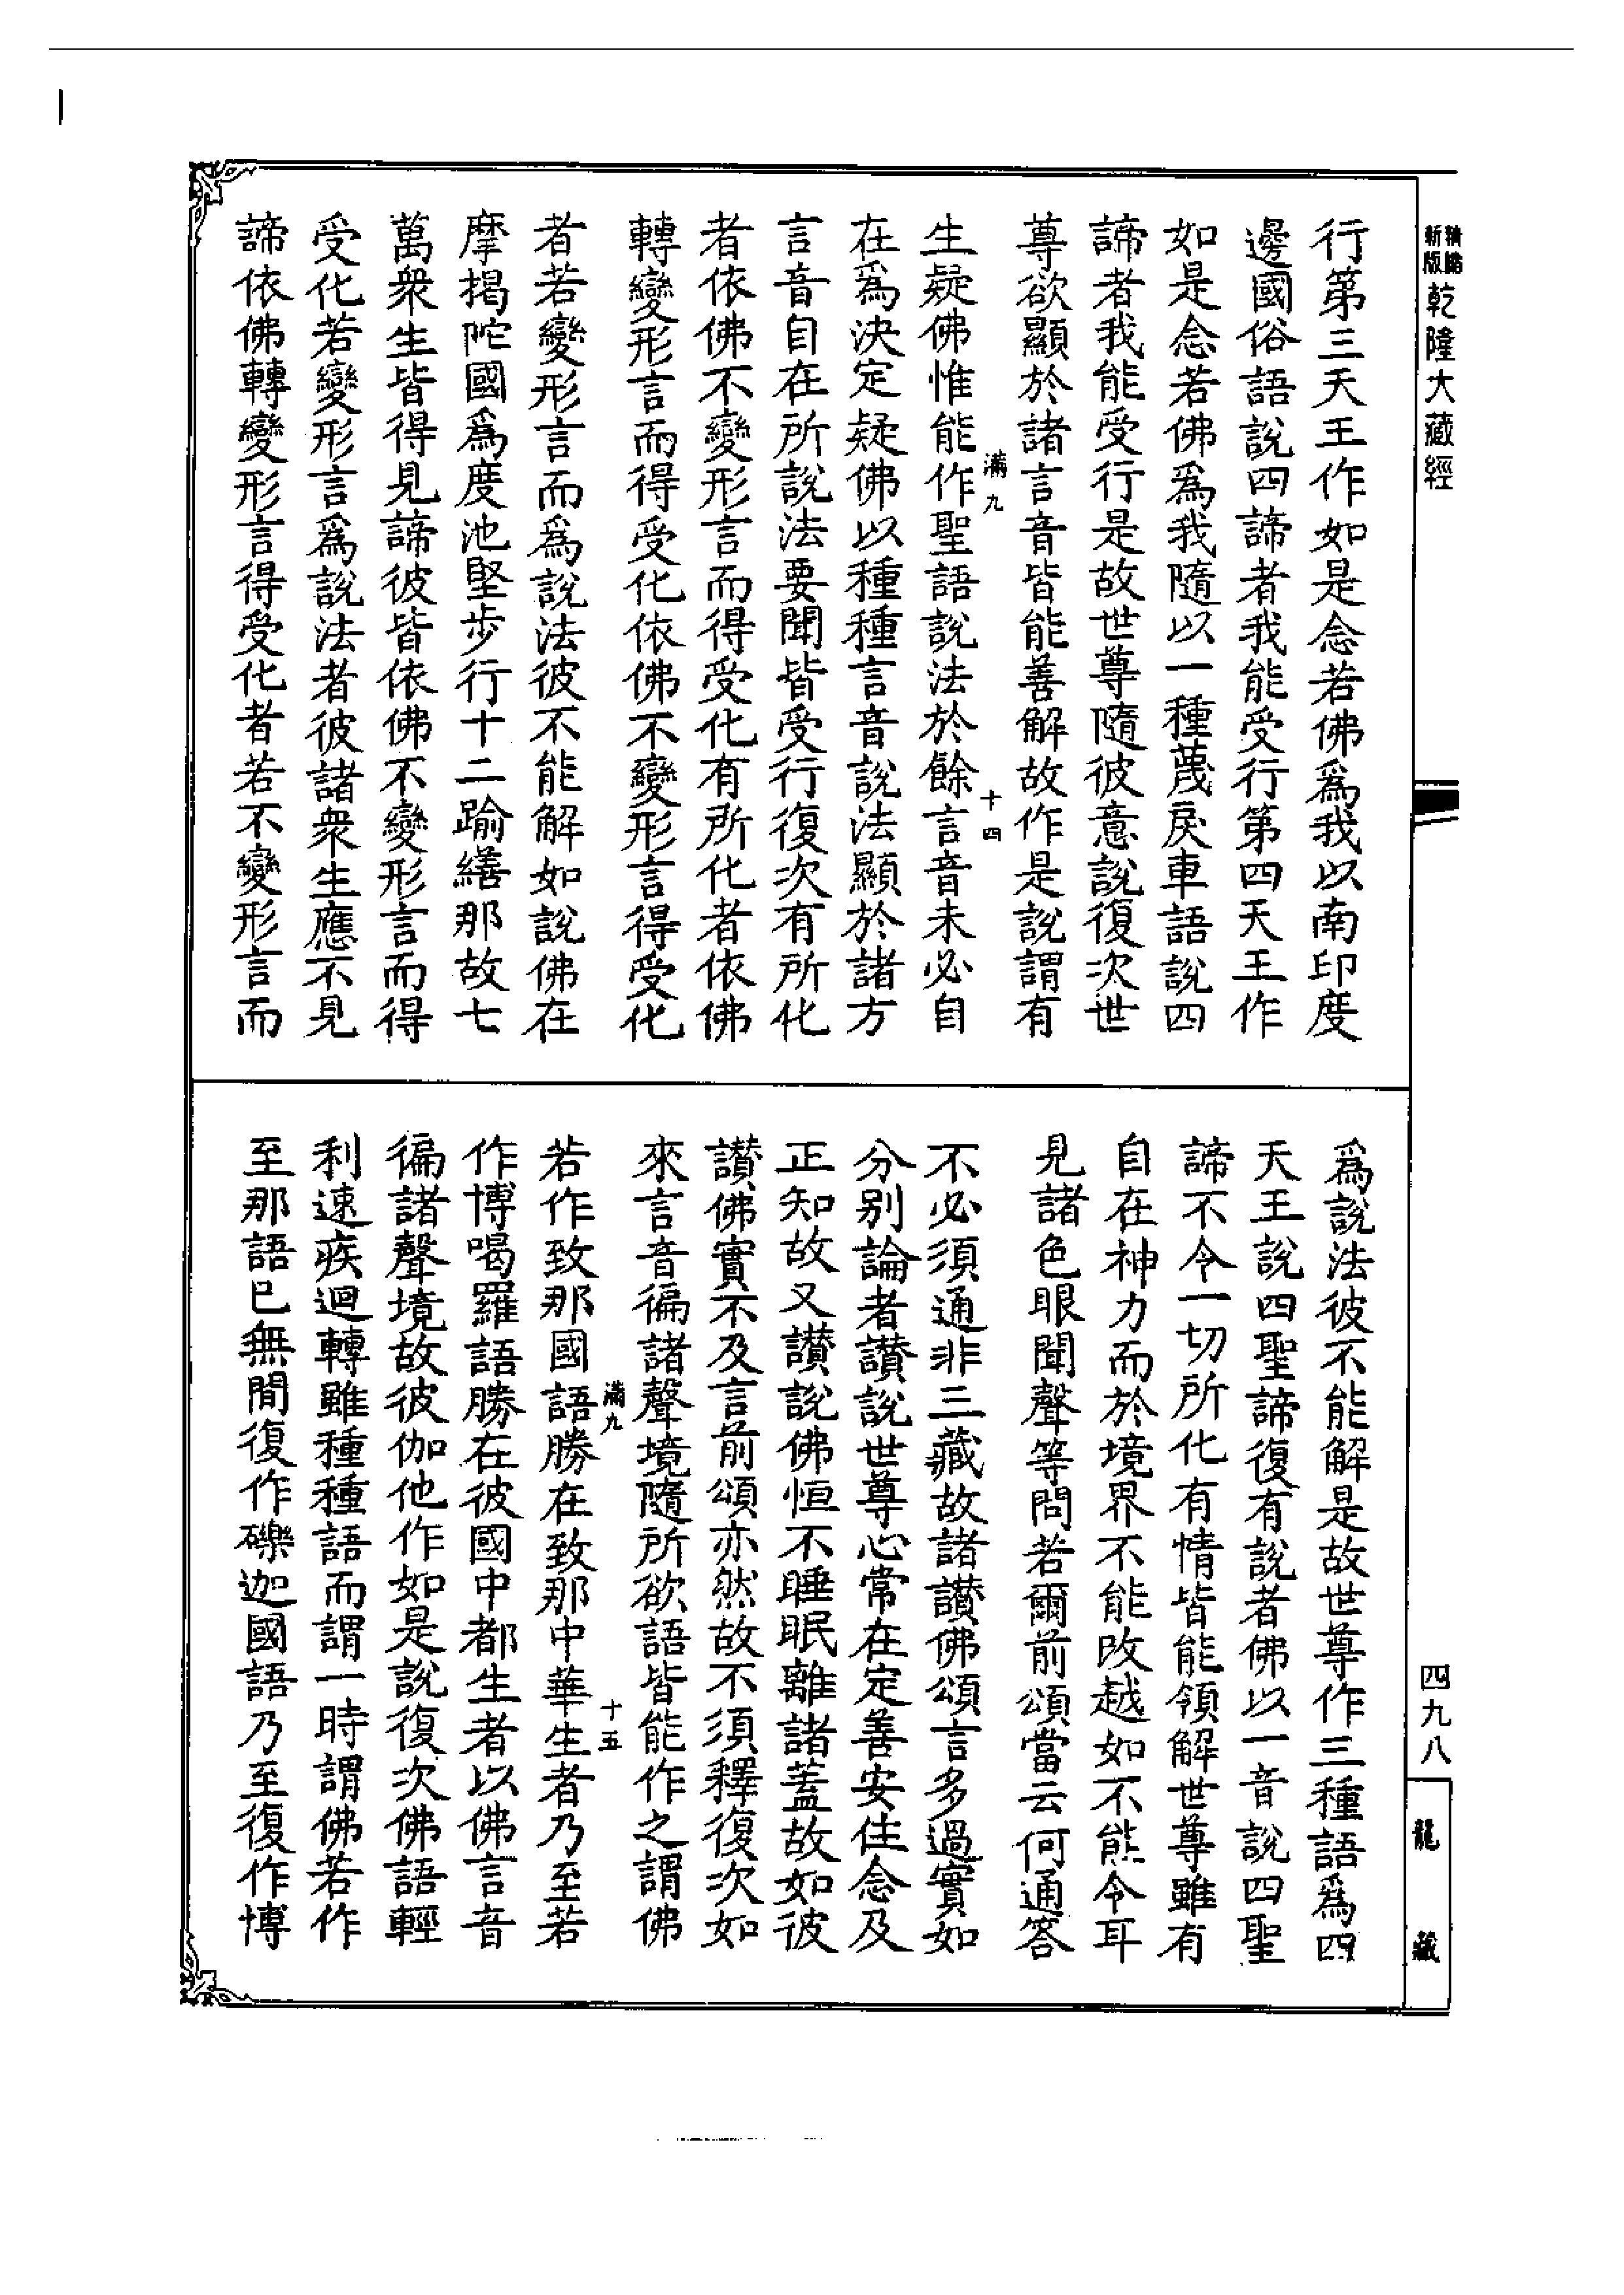 精縮新版乾隆大藏經
行第三天王作如是念若佛爲我以南印度
邊國俗語說四諦者我能受行第四天王作
如是念若佛爲我隨以一種蔑戾車語說四
諦者我能受行是故世尊隨彼意說復次世
尊欲顯於諸言音皆能善解故作是說謂有
滿九 十四
生疑佛惟能作聖語說法於餘言音未必自
在爲決定疑佛以種種言音說法顯於諸方
言音自在所說法要聞皆受行復次有所化
者依佛不變形言而得受化有所化者依佛
轉變形言而得受化依佛不變形言得受化
者若變形言而爲說法彼不能解如說佛在
摩揭陀國爲度池堅步行十二踰繕那故七
萬衆生皆得見諦彼皆依佛不變形言而得
受化若變形言爲說法者彼諸衆生應不見
諦依佛轉變形言得受化者若不變形言而
爲說法彼不能解是故世尊作三種語爲四
天王說四聖諦復有說者佛以一音說四聖
諦不令一切所化有情皆能領解世尊雖有
自在神力而於境界不能改越如不能令耳
見諸色眼聞聲等問若爾前頌當云何通答
不必須通非三藏故諸讚佛頌言多過實如
分別論者讚說世尊心常在定善安住念及
正知故又讚說佛恒不睡眠離諸蓋故如彼
讚佛實不及言前頌亦然故不須釋復次如
來言音徧諸聲境隨所欲語皆能作之謂佛
滿九 十五
若作致那國語勝在致那中華生者乃至若
作博喝羅語勝在彼國中都生者以佛言音
徧諸聲境故彼伽他作如是說復次佛語輕
利速疾迴轉雖種種語而謂一時謂佛若作
至那語已無間復作礫迦國語乃至復作博
四九八
龍藏